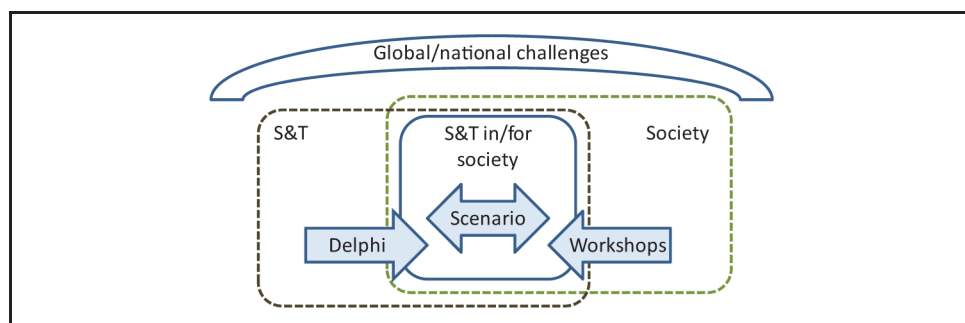 Global/national challenges
S&T
S&T in/for
society
Society
Scenario
Delphi
Workshops